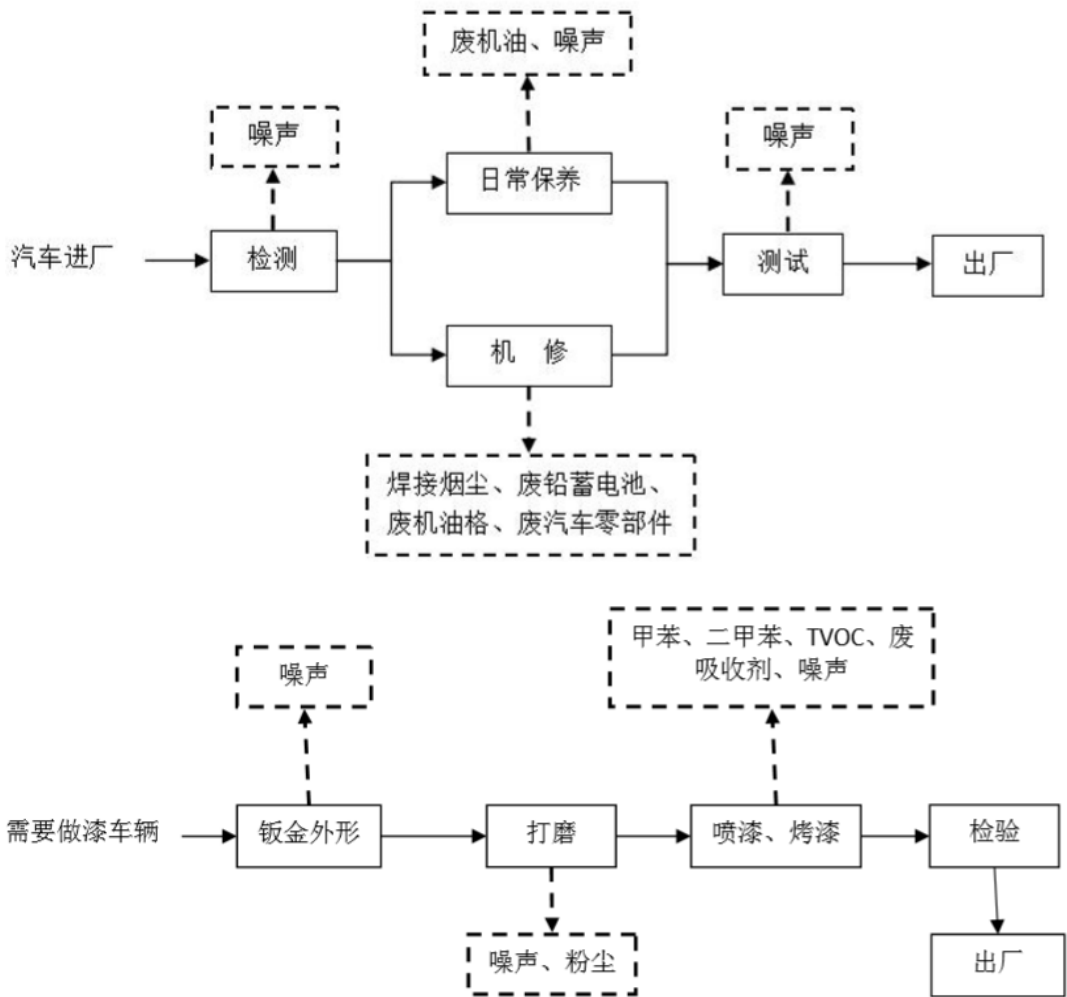 废机油、噪声
噪声
噪声
日常保养
汽车进厂
检测
测试
出厂
机 修
焊接烟尘、废铅蓄电池、
废机油格、废汽车零部件
甲苯、二甲苯、TVOC、废
吸收剂、噪声
噪声
需要做漆车辆
钣金外形
打磨
喷漆、烤漆
检验
噪声、粉尘
出厂